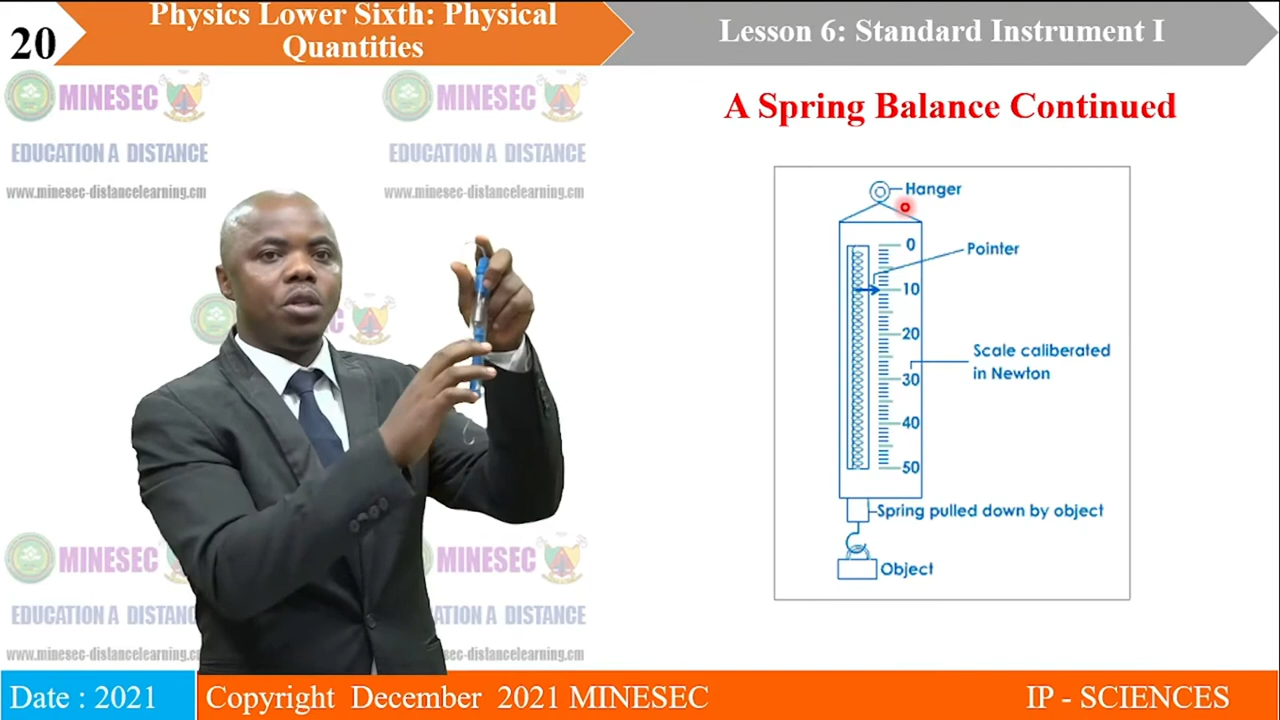 20
Physics Lower Sixth: Physical
Quantities
Lesson 6: Standard Instrument I
MINESEC
EDUCATION A DISTANCE
www.minesec-distancelearning.cm
MINESEC
EDUCATION A DISTANCE
www.minesec-distancelearning.cm
A Spring Balance Continued
Hanger
0
Pointer
10
20
Scale caliberated
in Newton
30
40
50
Spring pulled down by object
Object
MINESEC
EDUCATION A DISTANC
www.minesec-distancelearning.c
MINESEC
ATION A DISTANCE
sec-distancelearning.cm
Date : 2021
Copyright December 2021 MINESEC
IP - SCIENCES